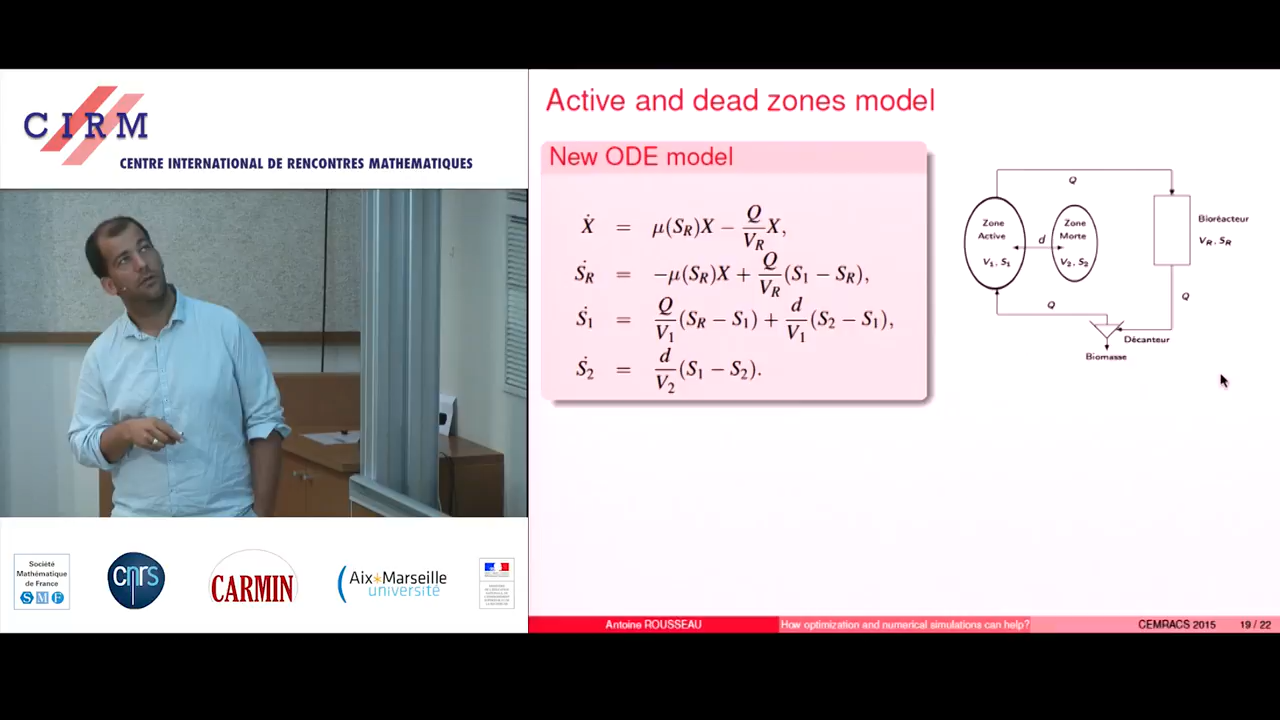 CIRM
CENTRE INTERNATIONAL DE RENCONTRES MATHEMATIQUES
Société
Mathématique
de France
S M F
cnrs
CARMIN
Aix*Marseille
université
Active and dead zones model
New ODE model
Ẋ = μ(S_R)X − Q/V_R X,
Ṡ_R = −μ(S_R)X + Q/V_R (S_1 − S_R),
Ṡ_1 = Q/V_1 (S_R − S_1) + d/V_1 (S_2 − S_1),
Ṡ_2 = d/V_2 (S_1 − S_2).
Q
Zone
Active
V_1, S_1
d
Zone
Morte
V_2, S_2
Bioréacteur
V_R, S_R
Q
Q
Décanteur
Biomasse
Antoine ROUSSEAU
How optimization and numerical simulations can help?
CEMRACS 2015
19 / 22